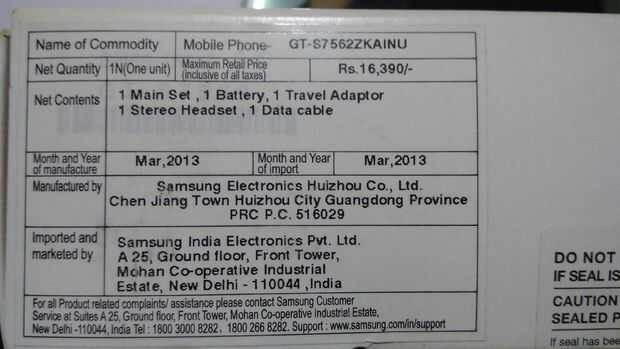 Name of Commodity Mobile Phone- GT-S7562ZKAINU
Net Quantity 1N(One unit) Maximum Retail Price (inclusive of all taxes) Rs.16,390/-
Net Contents 1 Main Set , 1 Battery, 1 Travel Adaptor
1 Stereo Headset , 1 Data cable
Month and Year of manufacture Mar,2013 Month and Year of import Mar,2013
Manufactured by Samsung Electronics Huizhou Co., Ltd.
Chen Jiang Town Huizhou City Guangdong Province
PRC P.C. 516029
Imported and marketed by Samsung India Electronics Pvt. Ltd.
A 25, Ground floor, Front Tower,
Mohan Co-operative Industrial
Estate, New Delhi - 110044 ,India
For all Product related complaints/ assistance please contact Samsung Customer
Service at Suites A 25, Ground floor, Front Tower, Mohan Co-operative Industrial Estate,
New Delhi -110044, India Tel : 1800 3000 8282, 1800 266 8282. Support : www.samsung.com/in/support
DO NOT
IF SEAL IS
CAUTION
SEALED P
If seal has bee